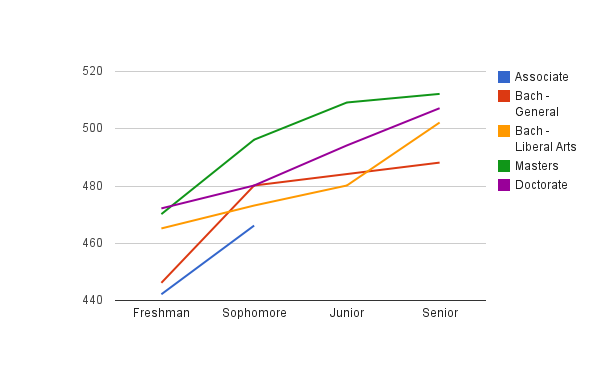 520
500
480
460
440
Freshman
Sophomore
Junior
Senior
Associate
Bach -
General
Bach -
Liberal Arts
Masters
Doctorate